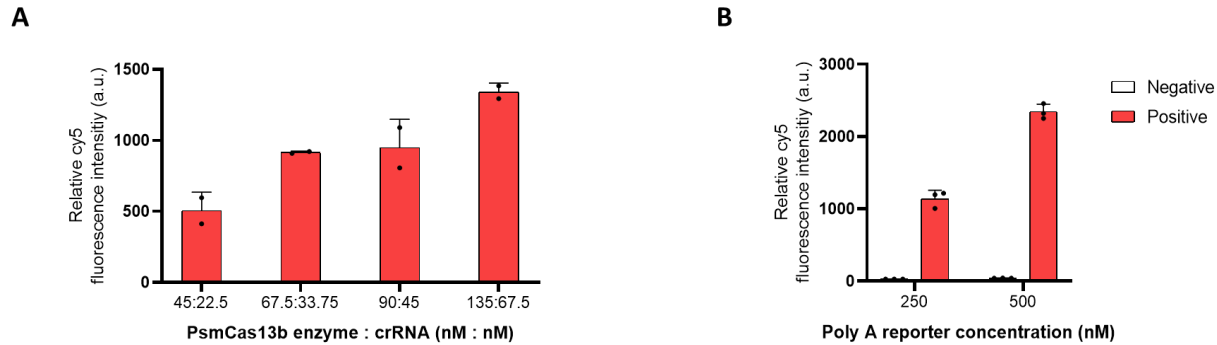 A
Relative cy5
fluorescence intensitiy (a.u.)
1500
1000
500
0
45:22.5 67.5:33.75 90:45 135:67.5
PsmCas13b enzyme : crRNA (nM : nM)
B
Relative cy5
fluorescence intensitiy (a.u.)
3000
2000
1000
0
250 500
Poly A reporter concentration (nM)
Negative
Positive